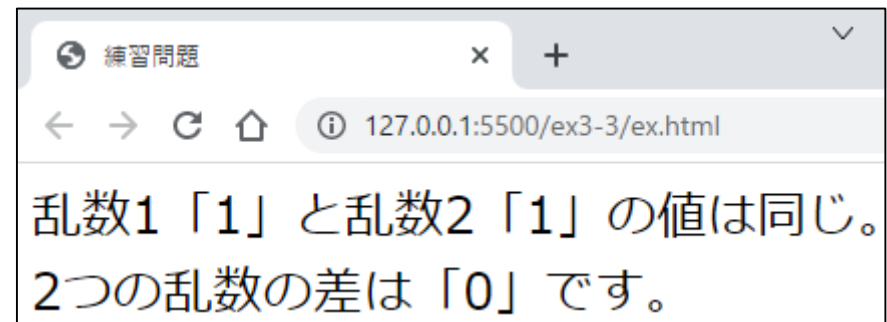 練習問題
127.0.0.1:5500/ex3-3/ex.html
乱数1「1」と乱数2「1」の値は同じ。
2つの乱数の差は「0」です。